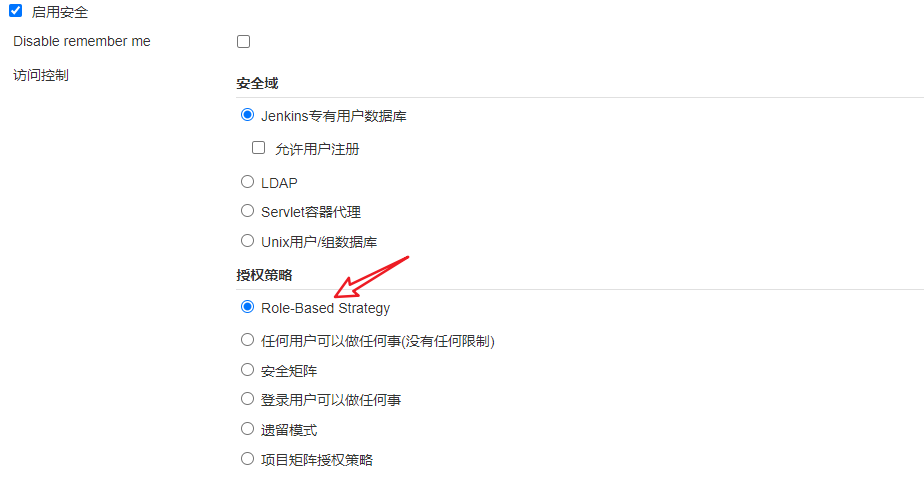 启用安全
Disable remember me
访问控制
安全域
Jenkins专有用户数据库
允许用户注册
LDAP
Servlet容器代理
Unix用户/组数据库
授权策略
Role-Based Strategy
任何用户可以做任何事(没有任何限制)
安全矩阵
登录用户可以做任何事
遗留模式
项目矩阵授权策略